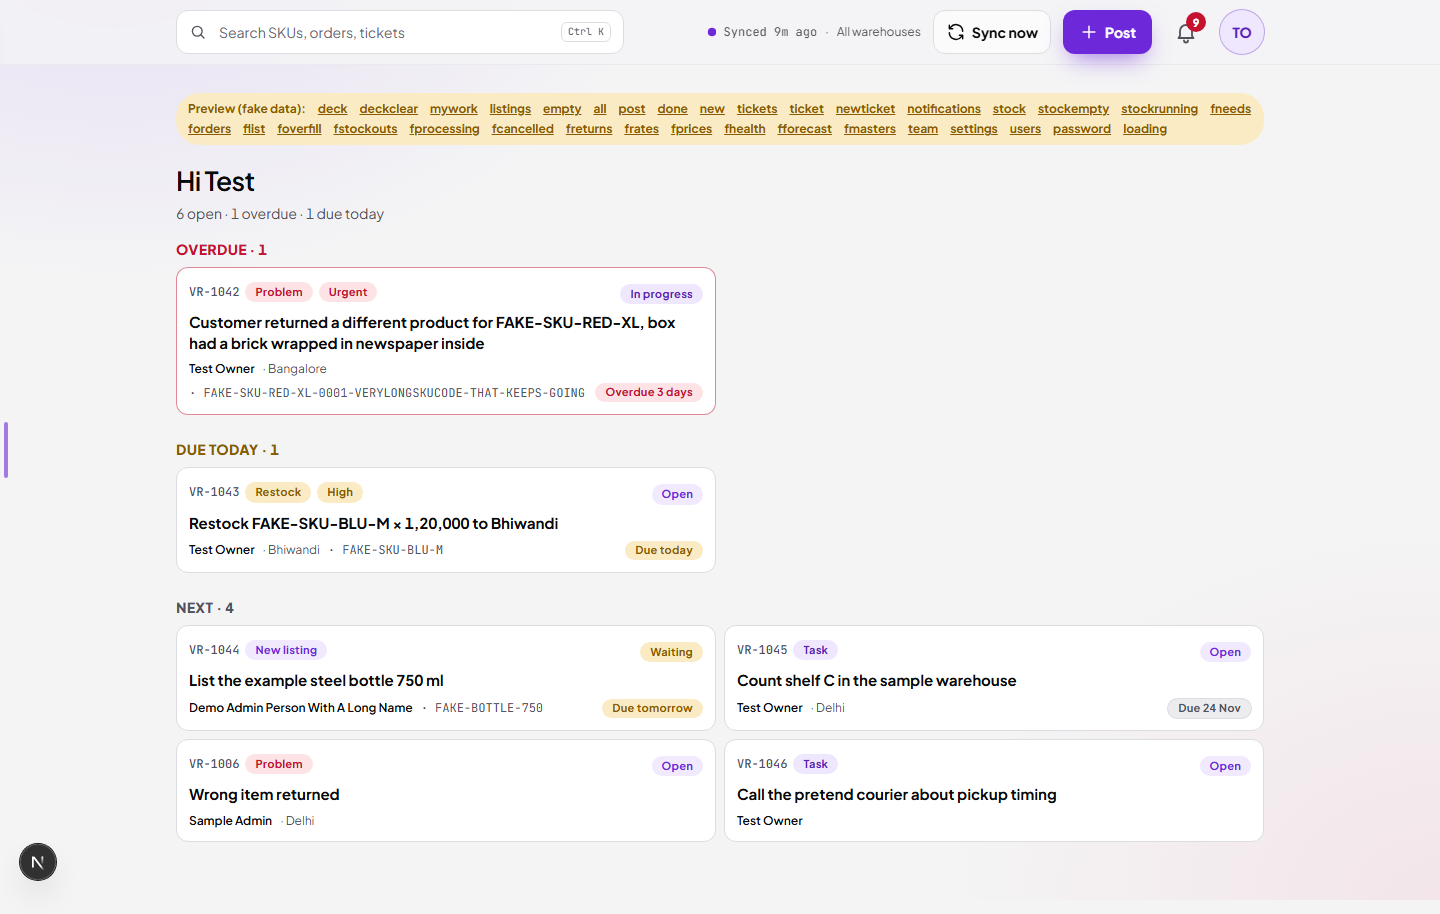 Search SKUs, orders, tickets Ctrl K Synced 9m ago · All warehouses Sync now + Post 9 TO
Preview (fake data): deck deckclear mywork listings empty all post done new tickets ticket newticket notifications stock stockempty stockrunning fneeds
forders flist foverfill fstockouts fprocessing fcancelled freturns frates fprices fhealth fforecast fmasters team settings users password loading
Hi Test
6 open · 1 overdue · 1 due today
OVERDUE · 1
VR-1042 Problem Urgent In progress
Customer returned a different product for FAKE-SKU-RED-XL, box
had a brick wrapped in newspaper inside
Test Owner · Bangalore
· FAKE-SKU-RED-XL-0001-VERYLONGSKUCODE-THAT-KEEPS-GOING Overdue 3 days
DUE TODAY · 1
VR-1043 Restock High Open
Restock FAKE-SKU-BLU-M × 1,20,000 to Bhiwandi
Test Owner · Bhiwandi · FAKE-SKU-BLU-M Due today
NEXT · 4
VR-1044 New listing Waiting
List the example steel bottle 750 ml
Demo Admin Person With A Long Name · FAKE-BOTTLE-750 Due tomorrow
VR-1045 Task Open
Count shelf C in the sample warehouse
Test Owner · Delhi Due 24 Nov
VR-1006 Problem Open
Wrong item returned
Sample Admin · Delhi
VR-1046 Task Open
Call the pretend courier about pickup timing
Test Owner
N